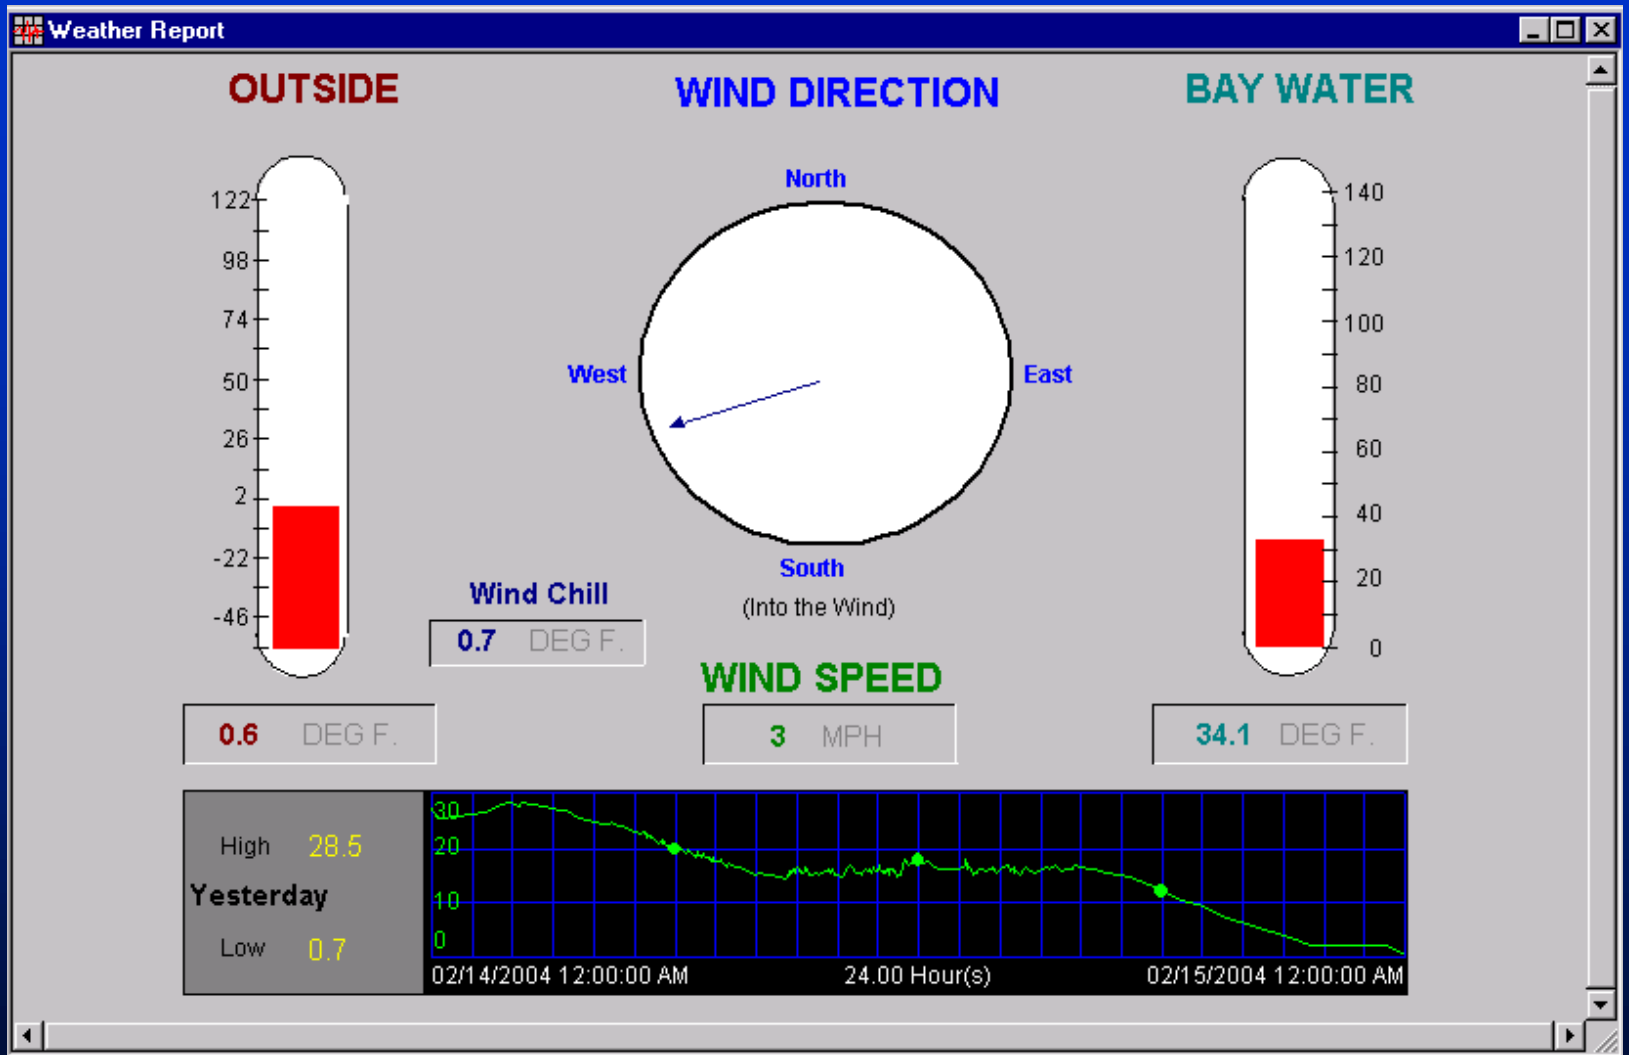 Weather Report
OUTSIDE
WIND DIRECTION
BAY WATER
122
98
74
50
26
2
-22
-46
North
West
East
South
(Into the Wind)
140
120
100
80
60
40
20
0
Wind Chill
0.7 DEG F.
WIND SPEED
0.6 DEG F.
3 MPH
34.1 DEG F.
High 28.5
Yesterday
Low 0.7
30
20
10
0
02/14/2004 12:00:00 AM
24.00 Hour(s)
02/15/2004 12:00:00 AM